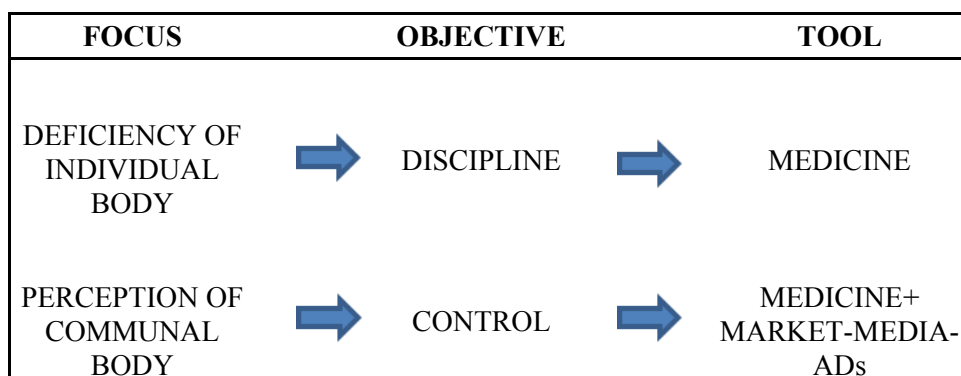 FOCUS OBJECTIVE TOOL
DEFICIENCY OF
INDIVIDUAL
BODY
DISCIPLINE
MEDICINE
PERCEPTION OF
COMMUNAL
BODY
CONTROL
MEDICINE+
MARKET-MEDIA-
ADs